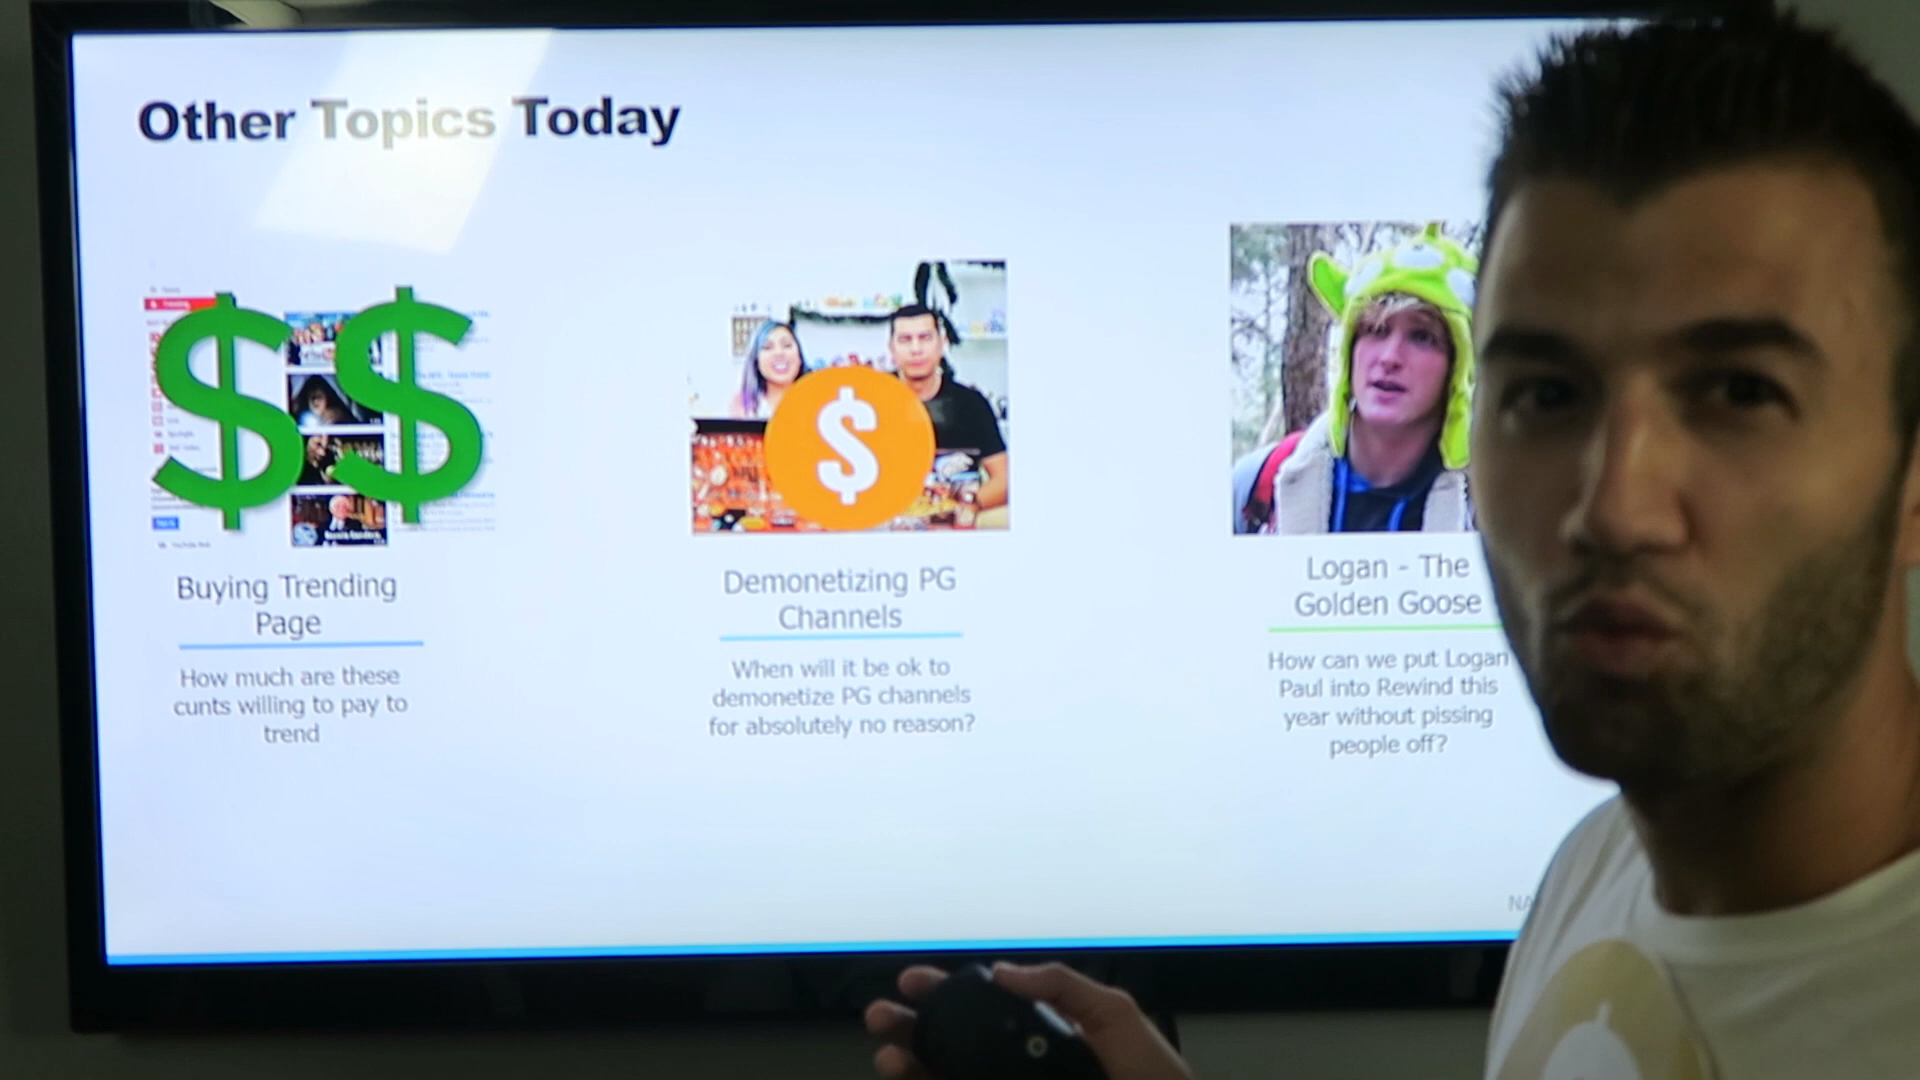 Other Topics Today
Buying Trending
Page
How much are these
cunts willing to pay to
trend
Demonetizing PG
Channels
When will it be ok to
demonetize PG channels
for absolutely no reason?
Logan - The
Golden Goose
How can we put Logan
Paul into Rewind this
year without pissing
people off?